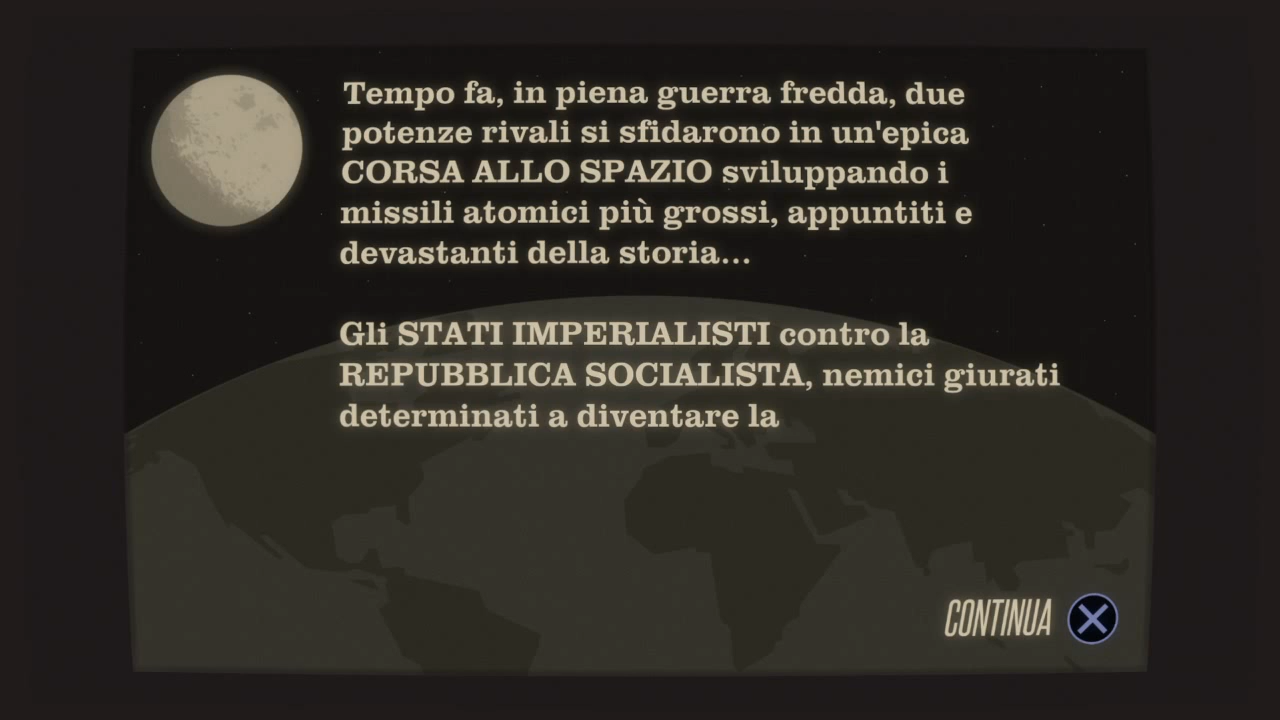 Tempo fa, in piena guerra fredda, due
potenze rivali si sfidarono in un'epica
CORSA ALLO SPAZIO sviluppando i
missili atomici più grossi, appuntiti e
devastanti della storia...
Gli STATI IMPERIALISTI contro la
REPUBBLICA SOCIALISTA, nemici giurati
determinati a diventare la
CONTINUA